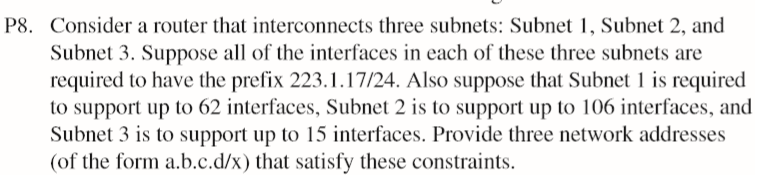 P8. Consider a router that interconnects three subnets: Subnet 1, Subnet 2, and
Subnet 3. Suppose all of the interfaces in each of these three subnets are
required to have the prefix 223.1.17/24. Also suppose that Subnet 1 is required
to support up to 62 interfaces, Subnet 2 is to support up to 106 interfaces, and
Subnet 3 is to support up to 15 interfaces. Provide three network addresses
(of the form a.b.c.d/x) that satisfy these constraints.